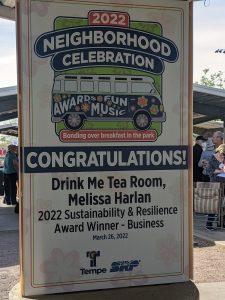 2022
NEIGHBORHOOD
CELEBRATION
AWARDS FUN
MUSIC
Bonding over breakfast in the park
CONGRATULATIONS!
Drink Me Tea Room,
Melissa Harlan
2022 Sustainability & Resilience
Award Winner - Business
March 26, 2022
Tempe
SRP